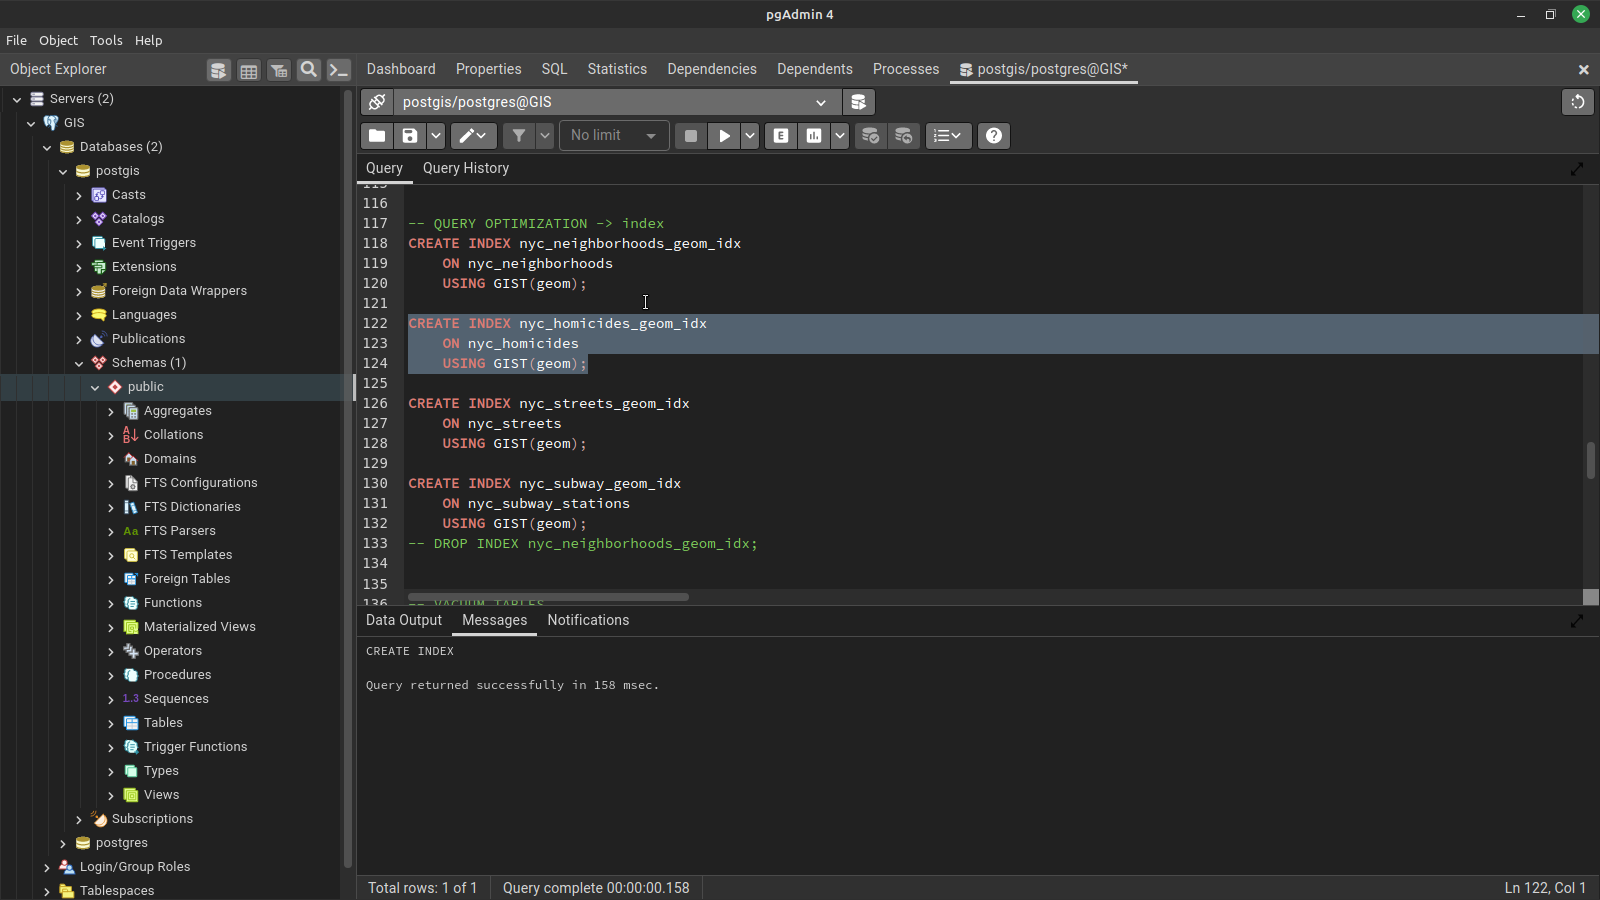 pgAdmin 4
File Object Tools Help
Object Explorer
Dashboard Properties SQL Statistics Dependencies Dependents Processes postgis/postgres@GIS*
Servers (2)
GIS
Databases (2)
postgis
Casts
Catalogs
Event Triggers
Extensions
Foreign Data Wrappers
Languages
Publications
Schemas (1)
public
Aggregates
Collations
Domains
FTS Configurations
FTS Dictionaries
Aa FTS Parsers
FTS Templates
Foreign Tables
Functions
Materialized Views
Operators
Procedures
1.3 Sequences
Tables
Trigger Functions
Types
Views
Subscriptions
postgres
Login/Group Roles
Tablespaces
postgis/postgres@GIS
No limit
E
Query Query History
115
116
117 -- QUERY OPTIMIZATION -> index
118 CREATE INDEX nyc_neighborhoods_geom_idx
119 ON nyc_neighborhoods
120 USING GIST(geom);
121
122 CREATE INDEX nyc_homicides_geom_idx
123 ON nyc_homicides
124 USING GIST(geom);
125
126 CREATE INDEX nyc_streets_geom_idx
127 ON nyc_streets
128 USING GIST(geom);
129
130 CREATE INDEX nyc_subway_geom_idx
131 ON nyc_subway_stations
132 USING GIST(geom);
133 -- DROP INDEX nyc_neighborhoods_geom_idx;
134
135
136 -- VACUUM TABLES
Data Output Messages Notifications
CREATE INDEX
Query returned successfully in 158 msec.
Total rows: 1 of 1 Query complete 00:00:00.158 Ln 122, Col 1